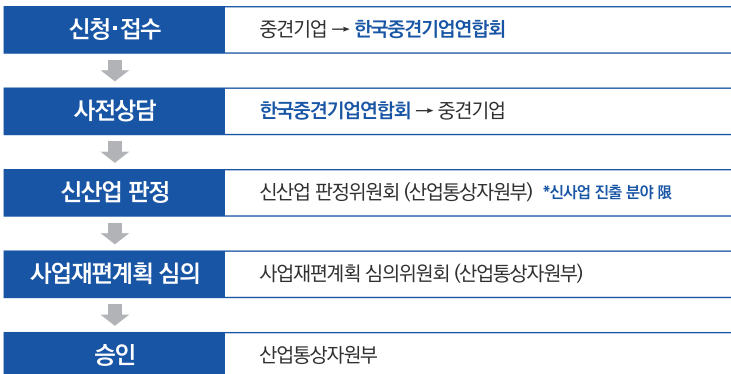 신청·접수 중견기업 → 한국중견기업연합회
사전상담 한국중견기업연합회 → 중견기업
신산업 판정 신산업 판정위원회 (산업통상자원부) *신사업 진출 분야 限
사업재편계획 심의 사업재편계획 심의위원회 (산업통상자원부)
승인 산업통상자원부